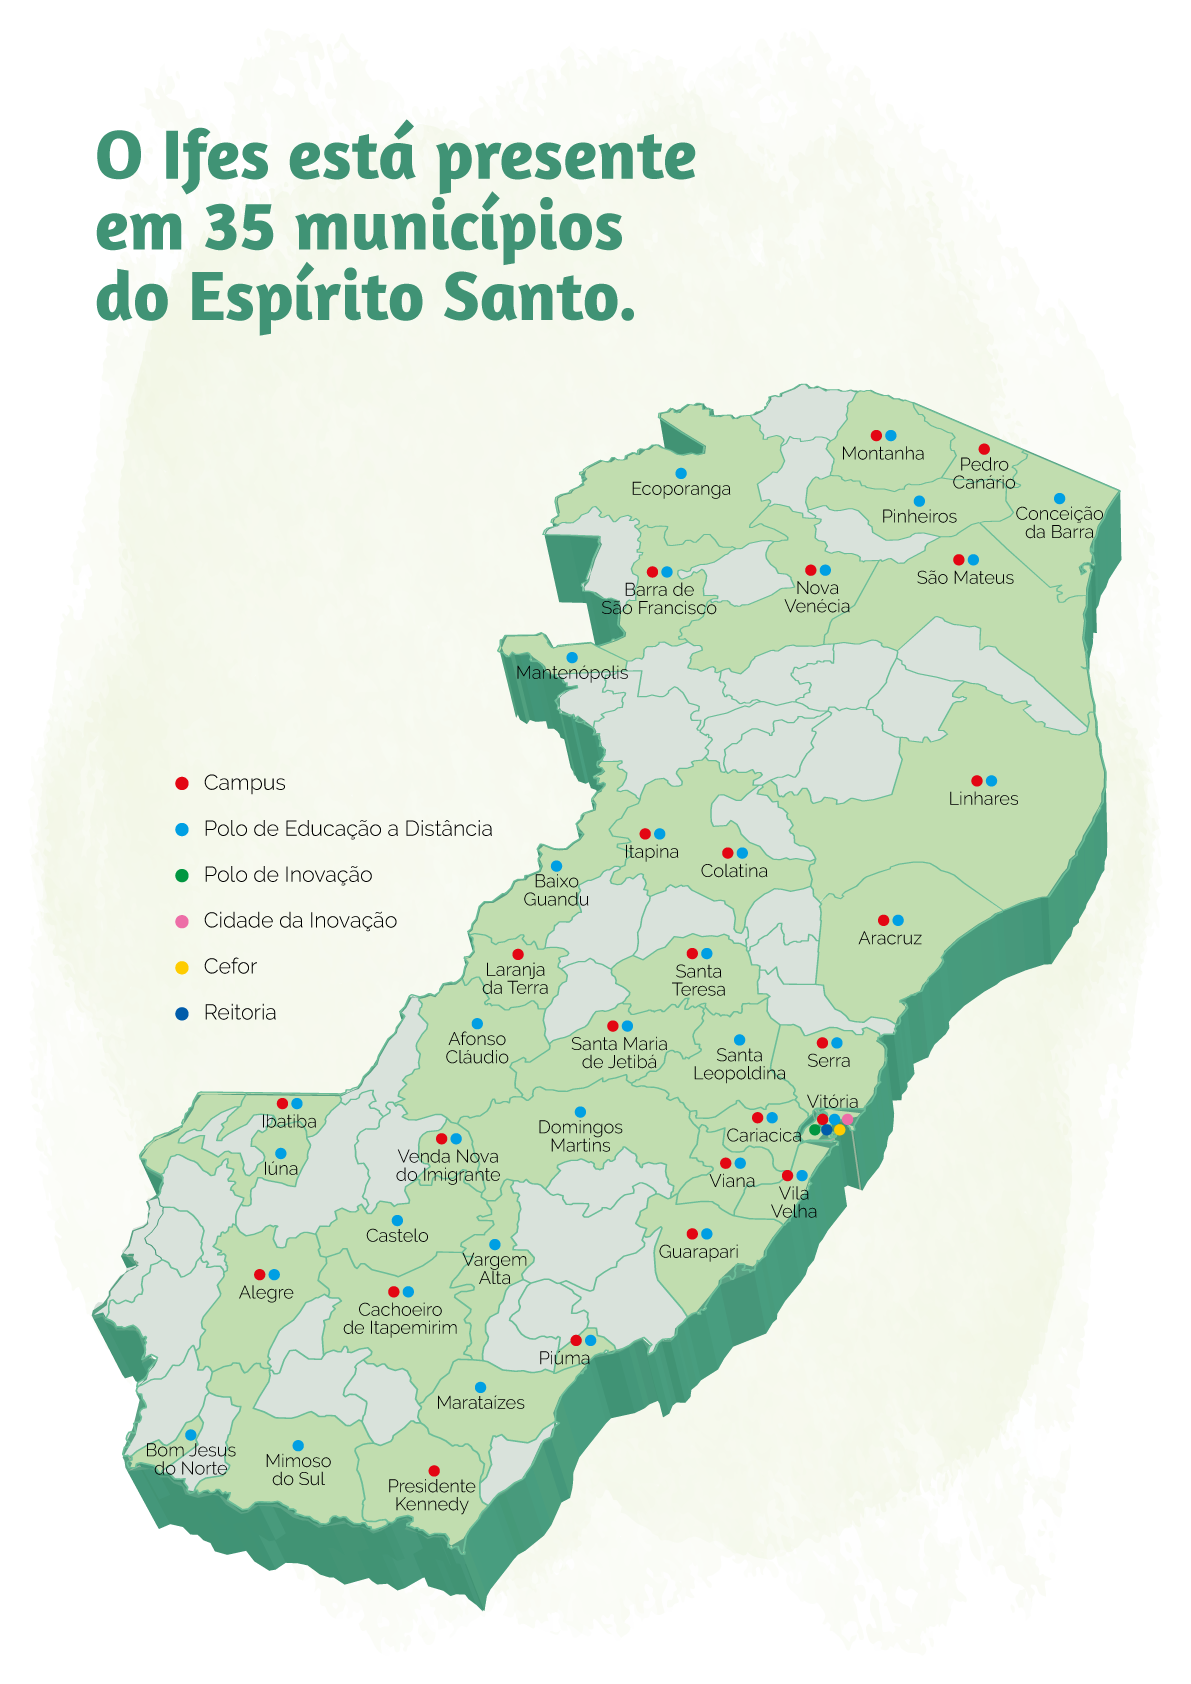 O Ifes está presente
em 35 municípios
do Espírito Santo.
Montanha
Pedro
Canário
Ecoporanga
Pinheiros
Conceição
da Barra
São Mateus
Barra de
São Francisco
Nova
Venécia
Mantenópolis
Campus
Polo de Educação a Distância
Polo de Inovação
Cidade da Inovação
Cefor
Reitoria
Linhares
Itapina
Colatina
Baixo
Guandu
Aracruz
Laranja
da Terra
Santa
Teresa
Afonso
Cláudio
Santa Maria
de Jetibá
Santa
Leopoldina
Serra
Vitória
Ibatiba
Iúna
Domingos
Martins
Cariacica
Venda Nova
do Imigrante
Viana
Vila
Velha
Castelo
Vargem
Alta
Guarapari
Alegre
Cachoeiro
de Itapemirim
Piúma
Marataízes
Bom Jesus
do Norte
Mimoso
do Sul
Presidente
Kennedy